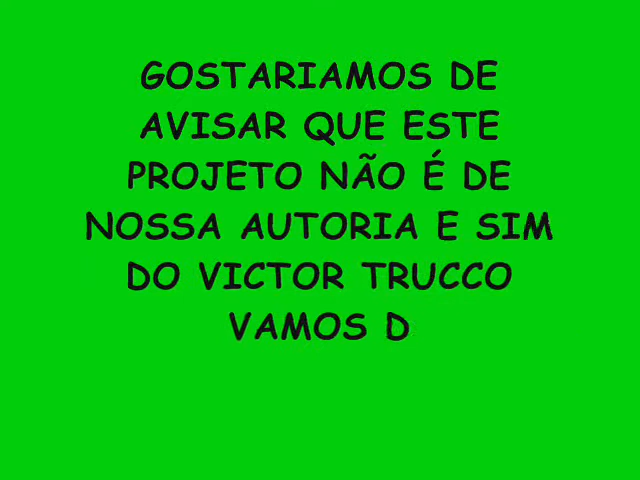 GOSTARIAMOS DE
AVISAR QUE ESTE
PROJETO NÃO É DE
NOSSA AUTORIA E SIM
DO VICTOR TRUCCO
VAMOS D